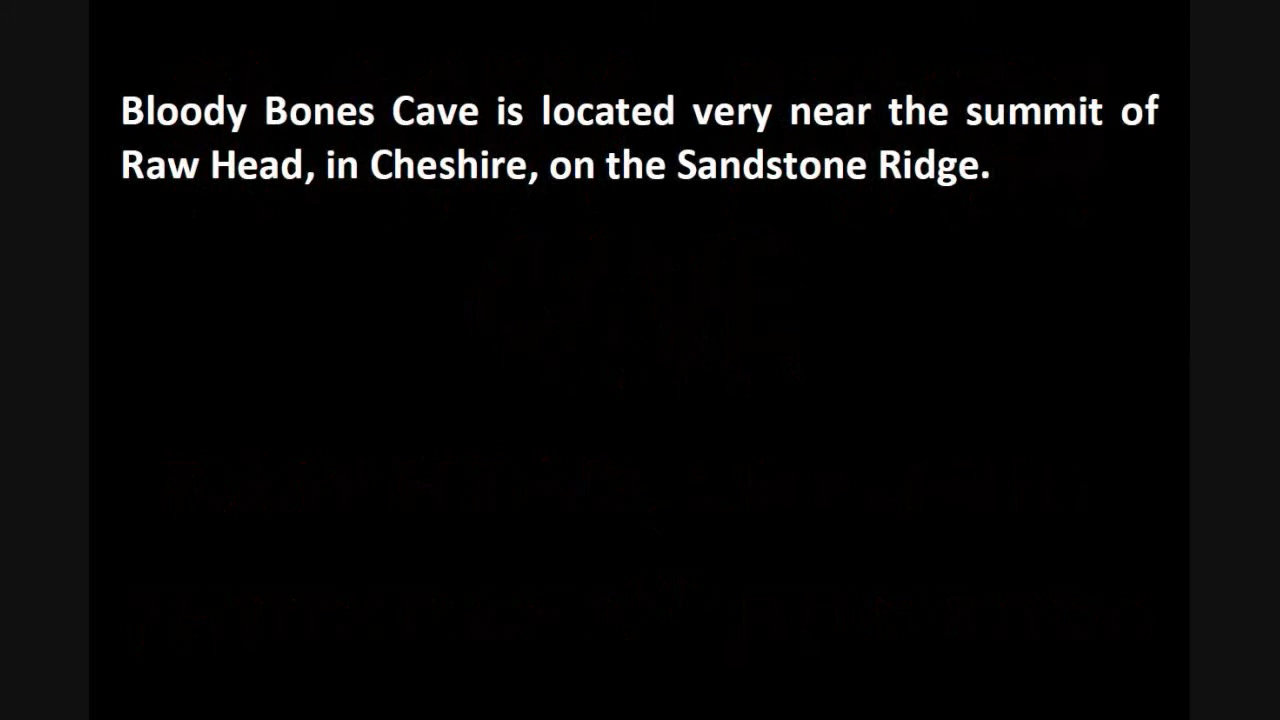 Bloody Bones Cave is located very near the summit of
Raw Head, in Cheshire, on the Sandstone Ridge.